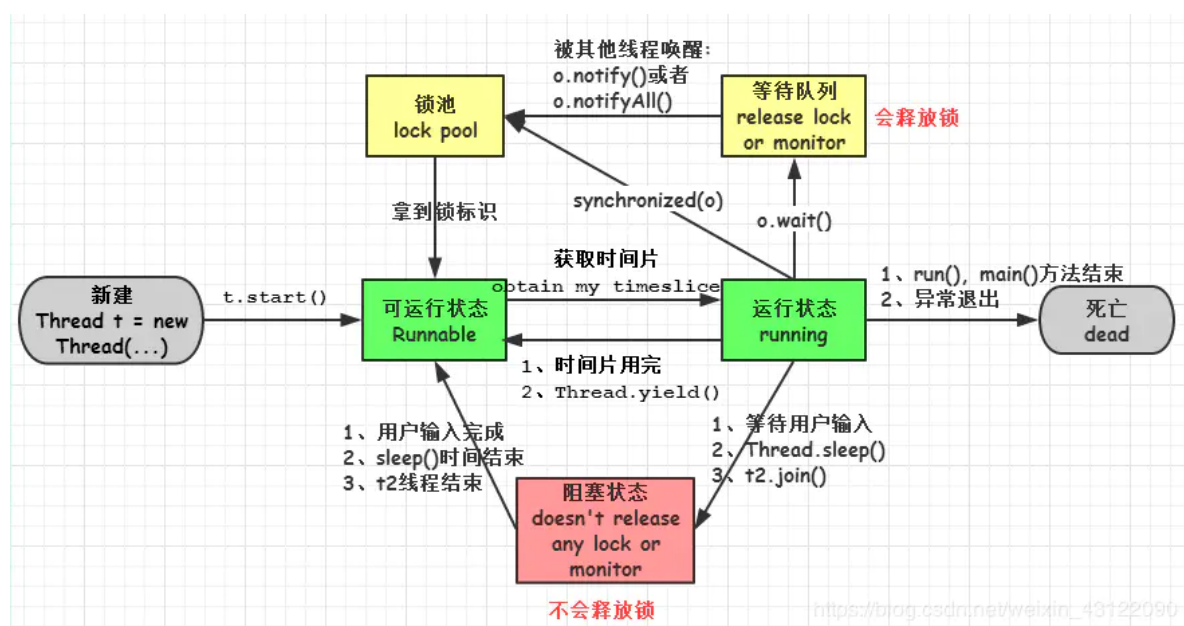 被其他线程唤醒:
o.notify()或者
o.notifyAll()
锁池
lock pool
等待队列
release lock
or monitor
会释放锁
synchronized(o)
o.wait()
拿到锁标识
获取时间片
obtain my timeslice
新建
Thread t = new
Thread(...)
t.start()
可运行状态
Runnable
运行状态
running
1、run(), main()方法结束
2、异常退出
死亡
dead
1、时间片用完
2、Thread.yield()
1、用户输入完成
2、sleep()时间结束
3、t2线程结束
1、等待用户输入
2、Thread.sleep()
3、t2.join()
阻塞状态
doesn't release
any lock or
monitor
不会释放锁
https://blog.csdn.net/weixin_43122090